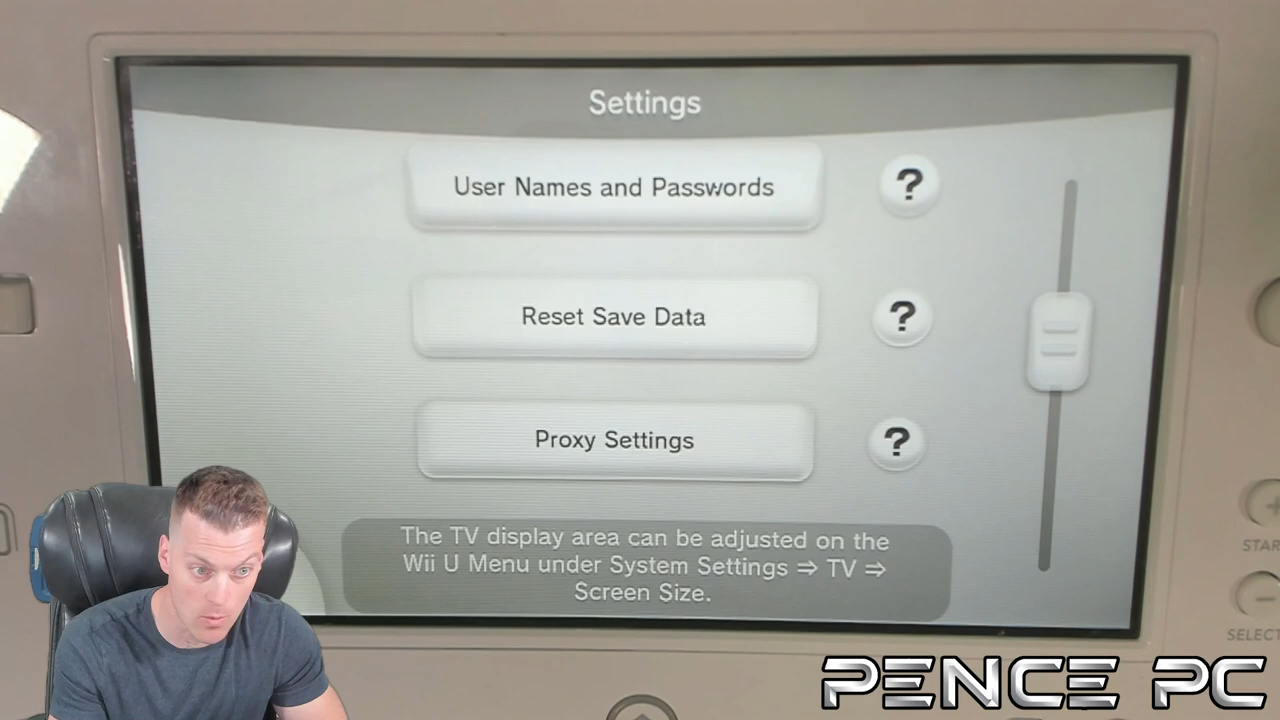 Settings
User Names and Passwords
?
Reset Save Data
?
Proxy Settings
?
The TV display area can be adjusted on the
Wii U Menu under System Settings ⇒ TV ⇒
Screen Size.
+
STAR
−
SELECT
PENCE PC